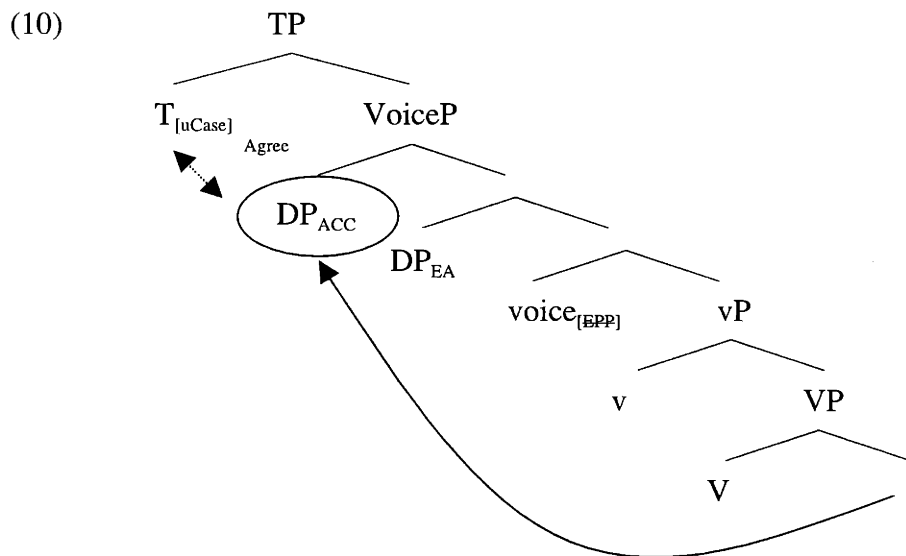 (10) TP
T[uCase] VoiceP
Agree
DPACC
DPEA
voice[EPP] vP
v VP
V